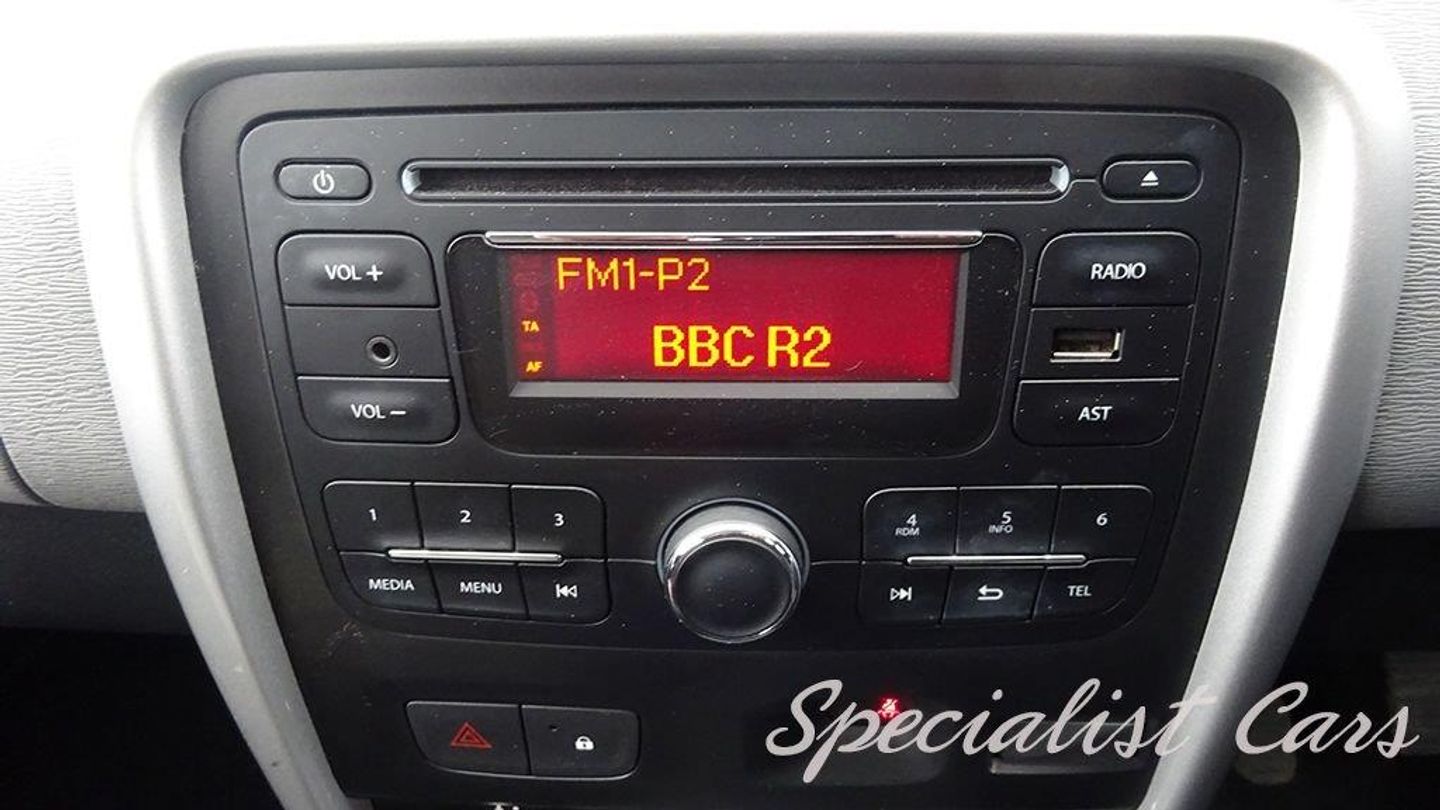 VOL +
VOL −
FM1-P2
TA
BBC R2
AF
RADIO
AST
1 2 3
4 5 6
RDM INFO
MEDIA MENU
TEL
Specialist Cars